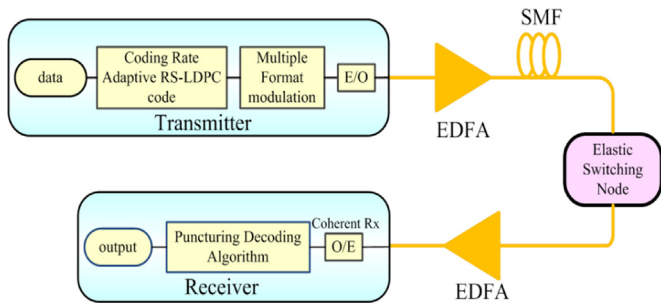 data
Coding Rate
Adaptive RS-LDPC
code
Multiple
Format
modulation
E/O
Transmitter
EDFA
SMF
Elastic
Switching
Node
output
Puncturing Decoding
Algorithm
Coherent Rx
O/E
Receiver
EDFA